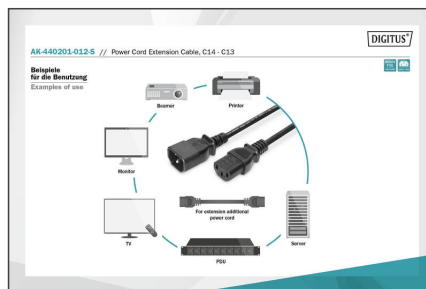 DIGITUS®
AK-440201-012-S // Power Cord Extension Cable, C14 - C13
Beispiele
für die Benutzung
Examples of use
Beamer
Printer
Monitor
For extension additional
power cord
TV
Server
PDU